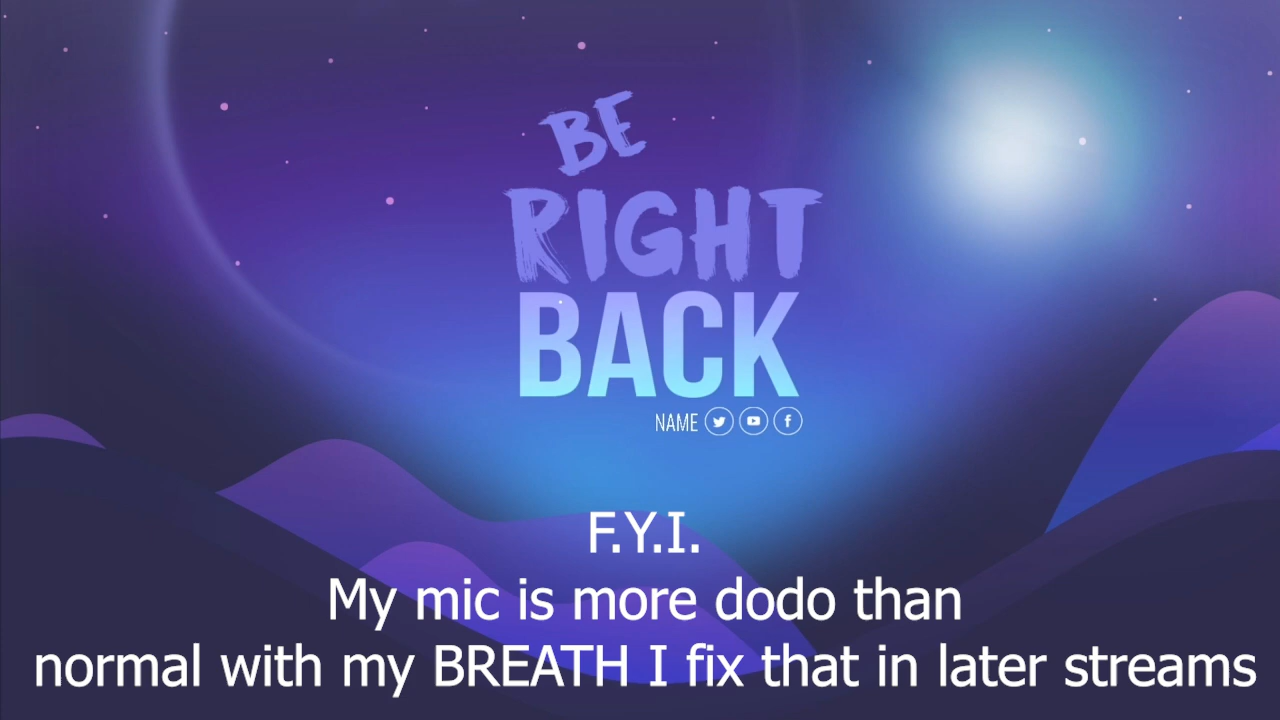 BE
RIGHT
BACK
NAME
F.Y.I.
My mic is more dodo than
normal with my BREATH I fix that in later streams